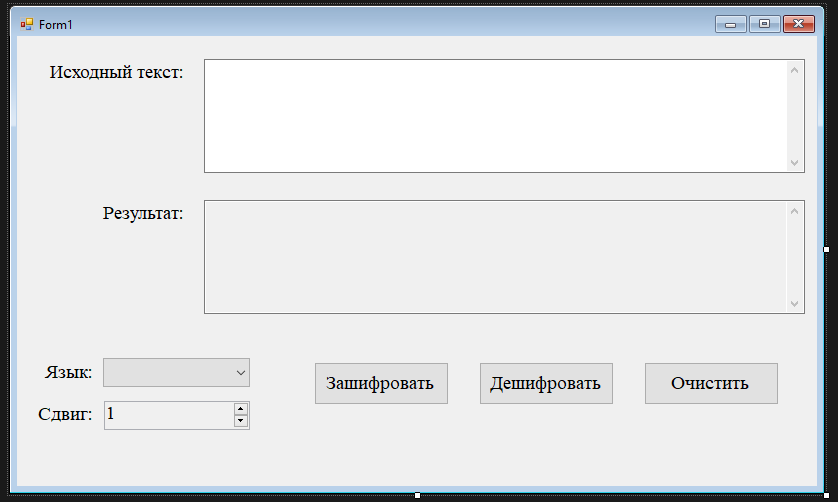 Form1
Исходный текст:
Результат:
Язык:
Зашифровать
Дешифровать
Очистить
Сдвиг:
1